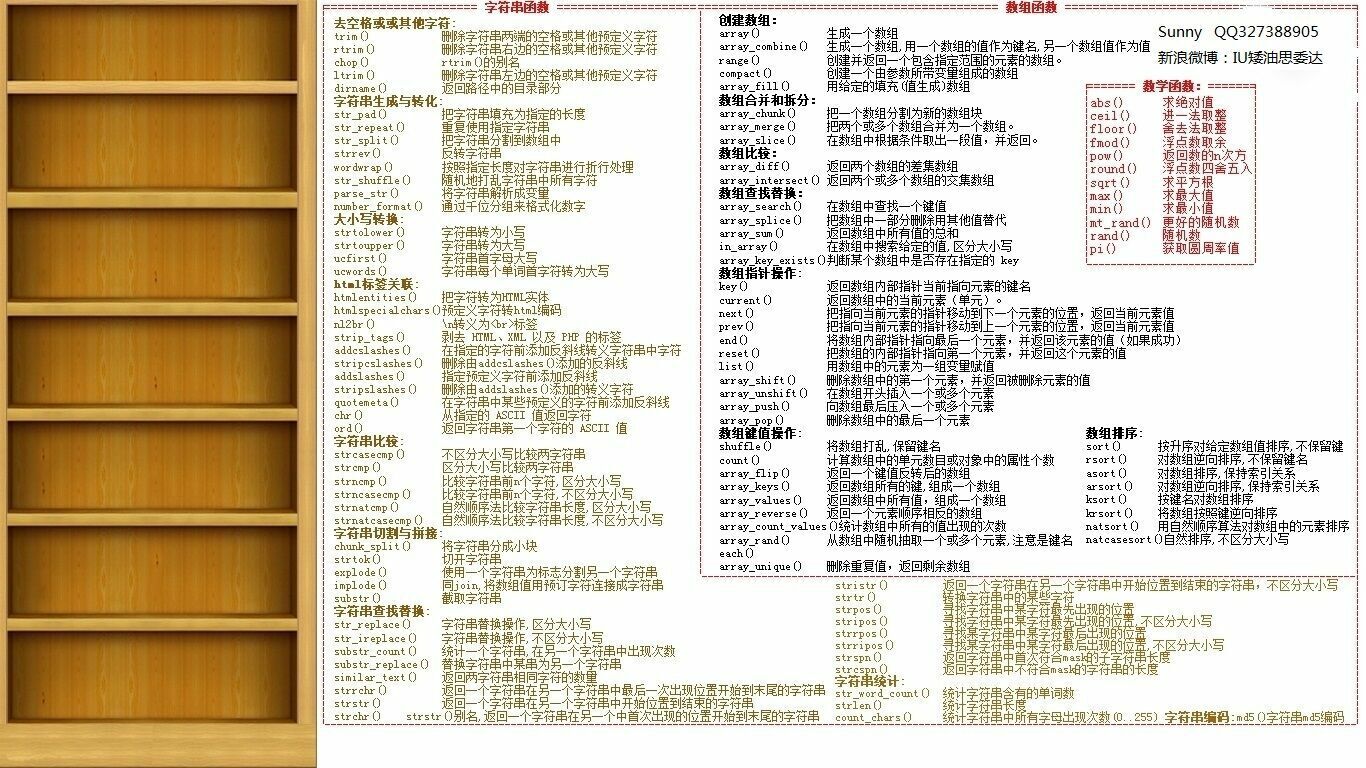 字符串函数
去空格或或其他字符:
trim() 删除字符串两端的空格或其他预定义字符
rtrim() 删除字符串右边的空格或其他预定义字符
chop() rtrim()的别名
ltrim() 删除字符串左边的空格或其他预定义字符
dirname() 返回路径中的目录部分
字符串生成与转化:
str_pad() 把字符串填充为指定的长度
str_repeat() 重复使用指定字符串
str_split() 把字符串分割到数组中
strrev() 反转字符串
wordwrap() 按照指定长度对字符串进行折行处理
str_shuffle() 随机地打乱字符串中所有字符
parse_str() 将字符串解析成变量
number_format() 通过千位分组来格式化数字
大小写转换:
strtolower() 字符串转为小写
strtoupper() 字符串转为大写
ucfirst() 字符串首字母大写
ucwords() 字符串每个单词首字符转为大写
html标签关联:
htmlentities() 把字符转为HTML实体
htmlspecialchars()预定义字符转html编码
nl2br() \n转义为<br>标签
strip_tags() 剥去 HTML、XML 以及 PHP 的标签
addcslashes() 在指定的字符前添加反斜线转义字符串中字符
stripcslashes() 删除由addcslashes()添加的反斜线
addslashes() 指定预定义字符前添加反斜线
stripslashes() 删除由addslashes()添加的转义字符
quotemeta() 在字符串中某些预定义的字符前添加反斜线
chr() 从指定的 ASCII 值返回字符
ord() 返回字符串第一个字符的 ASCII 值
字符串比较:
strcasecmp() 不区分大小写比较两字符串
strcmp() 区分大小写比较两字符串
strncmp() 比较字符串前n个字符,区分大小写
strncasecmp() 比较字符串前n个字符,不区分大小写
strnatcmp() 自然顺序法比较字符串长度,区分大小写
strnatcasecmp() 自然顺序法比较字符串长度,不区分大小写
字符串切割与拼接:
chunk_split() 将字符串分成小块
strtok() 切开字符串
explode() 使用一个字符串为标志分割另一个字符串
implode() 同join,将数组值用预订字符连接成字符串
substr() 截取字符串
字符串查找替换:
str_replace() 字符串替换操作,区分大小写
str_ireplace() 字符串替换操作,不区分大小写
substr_count() 统计一个字符串,在另一个字符串中出现次数
substr_replace() 替换字符串中某串为另一个字符串
similar_text() 返回两字符串相同字符的数量
strrchr() 返回一个字符串在另一个字符串中最后一次出现位置开始到末尾的字符串
strstr() 返回一个字符串在另一个字符串中开始位置到结束的字符串
strchr() strstr()别名,返回一个字符串在另一个中首次出现的位置开始到末尾的字符串
stristr() 返回一个字符串在另一个字符串中开始位置到结束的字符串，不区分大小写
strtr() 转换字符串中的某些字符
strpos() 寻找字符串中某字符最先出现的位置
stripos() 寻找字符串中某字符最先出现的位置,不区分大小写
strrpos() 寻找某字符串中某字符最后出现的位置
strripos() 寻找某字符串中某字符最后出现的位置,不区分大小写
strspn() 返回字符串中首次符合mask的子字符串长度
strcspn() 返回字符串中不符合mask的字符串的长度
字符串统计:
str_word_count() 统计字符串含有的单词数
strlen() 统计字符串长度
count_chars() 统计字符串中所有字母出现次数(0..255) 字符串编码:md5()字符串md5编码
数组函数
创建数组:
array() 生成一个数组
array_combine() 生成一个数组,用一个数组的值作为键名,另一个数组值作为值
range() 创建并返回一个包含指定范围的元素的数组。
compact() 创建一个由参数所带变量组成的数组
array_fill() 用给定的填充(值生成)数组
数组合并和拆分:
array_chunk() 把一个数组分割为新的数组块
array_merge() 把两个或多个数组合并为一个数组。
array_slice() 在数组中根据条件取出一段值，并返回。
数组比较:
array_diff() 返回两个数组的差集数组
array_intersect() 返回两个或多个数组的交集数组
数组查找替换:
array_search() 在数组中查找一个键值
array_splice() 把数组中一部分删除用其他值替代
array_sum() 返回数组中所有值的总和
in_array() 在数组中搜索给定的值,区分大小写
array_key_exists()判断某个数组中是否存在指定的 key
数组指针操作:
key() 返回数组内部指针当前指向元素的键名
current() 返回数组中的当前元素（单元）。
next() 把指向当前元素的指针移动到下一个元素的位置，返回当前元素值
prev() 把指向当前元素的指针移动到上一个元素的位置，返回当前元素值
end() 将数组内部指针指向最后一个元素，并返回该元素的值（如果成功）
reset() 把数组的内部指针指向第一个元素，并返回这个元素的值
list() 用数组中的元素为一组变量赋值
array_shift() 删除数组中的第一个元素，并返回被删除元素的值
array_unshift() 在数组开头插入一个或多个元素
array_push() 向数组最后压入一个或多个元素
array_pop() 删除数组中的最后一个元素
数组键值操作:
shuffle() 将数组打乱,保留键名
count() 计算数组中的单元数目或对象中的属性个数
array_flip() 返回一个键值反转后的数组
array_keys() 返回数组所有的键,组成一个数组
array_values() 返回数组中所有值，组成一个数组
array_reverse() 返回一个元素顺序相反的数组
array_count_values()统计数组中所有的值出现的次数
array_rand() 从数组中随机抽取一个或多个元素,注意是键名
each()
array_unique() 删除重复值，返回剩余数组
数组排序:
sort() 按升序对给定数组值排序,不保留键
rsort() 对数组逆向排序,不保留键名
asort() 对数组排序,保持索引关系
arsort() 对数组逆向排序,保持索引关系
ksort() 按键名对数组排序
krsort() 将数组按照键逆向排序
natsort() 用自然顺序算法对数组中的元素排序
natcasesort()自然排序,不区分大小写
Sunny QQ327388905
新浪微博：IU矮油思委达
数学函数:
abs() 求绝对值
ceil() 进一法取整
floor() 舍去法取整
fmod() 浮点数取余
pow() 返回数的n次方
round() 浮点数四舍五入
sqrt() 求平方根
max() 求最大值
min() 求最小值
mt_rand() 更好的随机数
rand() 随机数
pi() 获取圆周率值